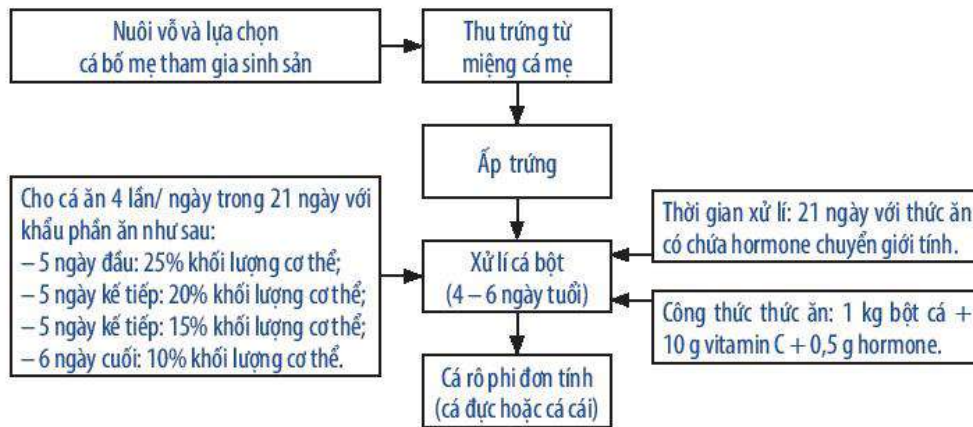 Nuôi vỗ và lựa chọn
cá bố mẹ tham gia sinh sản
Thu trứng từ
miệng cá mẹ
Ấp trứng
Cho cá ăn 4 lần/ ngày trong 21 ngày với
khẩu phần ăn như sau:
– 5 ngày đầu: 25% khối lượng cơ thể;
– 5 ngày kế tiếp: 20% khối lượng cơ thể;
– 5 ngày kế tiếp: 15% khối lượng cơ thể;
– 6 ngày cuối: 10% khối lượng cơ thể.
Xử lí cá bột
(4 – 6 ngày tuổi)
Thời gian xử lí: 21 ngày với thức ăn
có chứa hormone chuyển giới tính.
Công thức thức ăn: 1 kg bột cá +
10 g vitamin C + 0,5 g hormone.
Cá rô phi đơn tính
(cá đực hoặc cá cái)